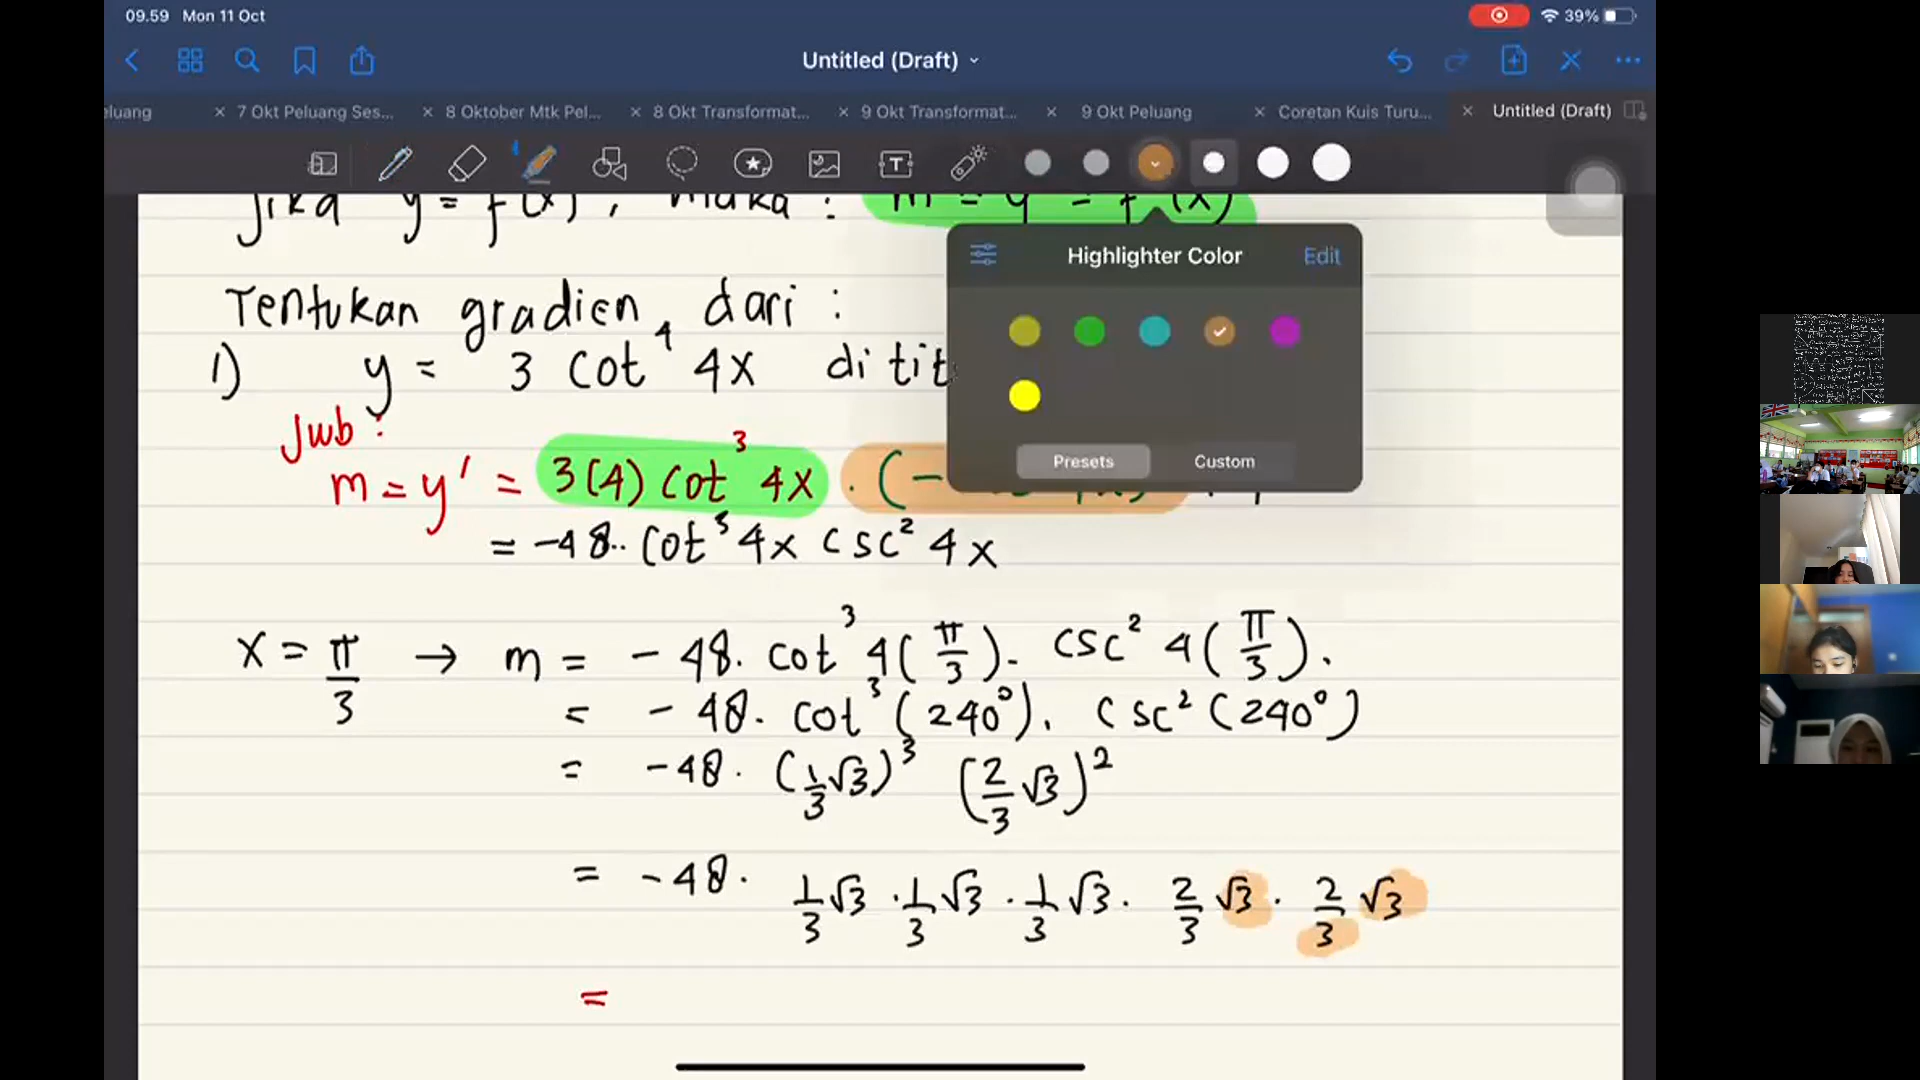 09.59 Mon 11 Oct
39%
Untitled (Draft)
eluang
7 Okt Peluang Ses...
8 Oktober Mtk Pel...
8 Okt Transformat...
9 Okt Transformat...
9 Okt Peluang
Coretan Kuis Turu...
Untitled (Draft)
Jika y = f(x), maka : m = y' = f'(x)
Highlighter Color
Edit
Presets
Custom
Tentukan gradien dari :
1) y = 3 cot⁴ 4x di tit
Jwb :
m = y' = 3(4) cot³ 4x . (-
= -48. cot³ 4x csc² 4x
x = π/3 → m = -48. cot³ 4(π/3). csc² 4(π/3).
= -48. cot³(240°). csc²(240°)
= -48. (1/3√3)³ (2/3 √3)²
= -48. 1/3√3 . 1/3√3 . 1/3√3 . 2/3 √3 . 2/3 √3
=